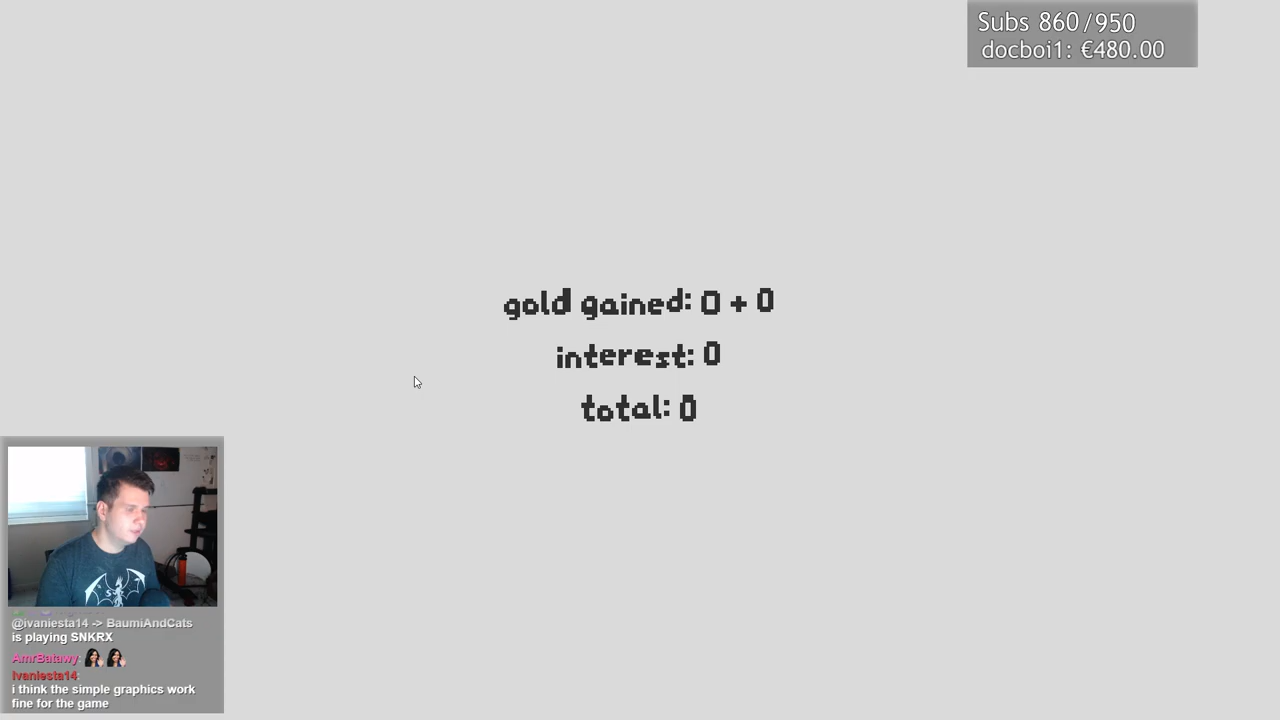 Subs 860/950
docboi1: €480.00
gold gained: 0 + 0
interest: 0
total: 0
@ivaniesta14 -> BaumiAndCats
is playing SNKRX
AmrBatawy:
Ivaniesta14:
i think the simple graphics work
fine for the game